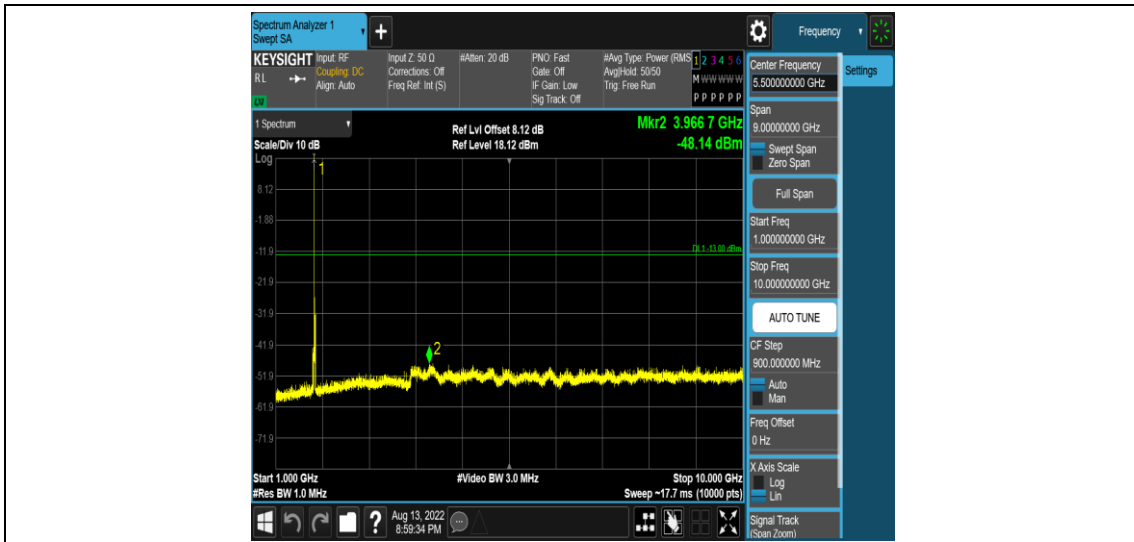 Spectrum Analyzer 1
Swept SA
+
Frequency
KEYSIGHT
RL
LXI
Input: RF
Coupling: DC
Align: Auto
Input Z: 50 Ω
Corrections: Off
Freq Ref: Int (S)
#Atten: 20 dB
PNO: Fast
Gate: Off
IF Gain: Low
Sig Track: Off
#Avg Type: Power (RMS
Avg|Hold: 50/50
Trig: Free Run
1 2 3 4 5 6
M W W W W W
P P P P P P
1 Spectrum
Scale/Div 10 dB
Ref Lvl Offset 8.12 dB
Ref Level 18.12 dBm
Mkr2 3.966 7 GHz
-48.14 dBm
Log
1
8.12
-1.88
-11.9
DL1 -13.00 dBm
-21.9
-31.9
-41.9
2
-51.9
-61.9
-71.9
Start 1.000 GHz
#Res BW 1.0 MHz
#Video BW 3.0 MHz
Stop 10.000 GHz
Sweep ~17.7 ms (10000 pts)
Center Frequency
5.500000000 GHz
Settings
Span
9.00000000 GHz
Swept Span
Zero Span
Full Span
Start Freq
1.000000000 GHz
Stop Freq
10.000000000 GHz
AUTO TUNE
CF Step
900.000000 MHz
Auto
Man
Freq Offset
0 Hz
X Axis Scale
Log
Lin
Signal Track
(Span Zoom)
?
Aug 13, 2022
8:59:34 PM